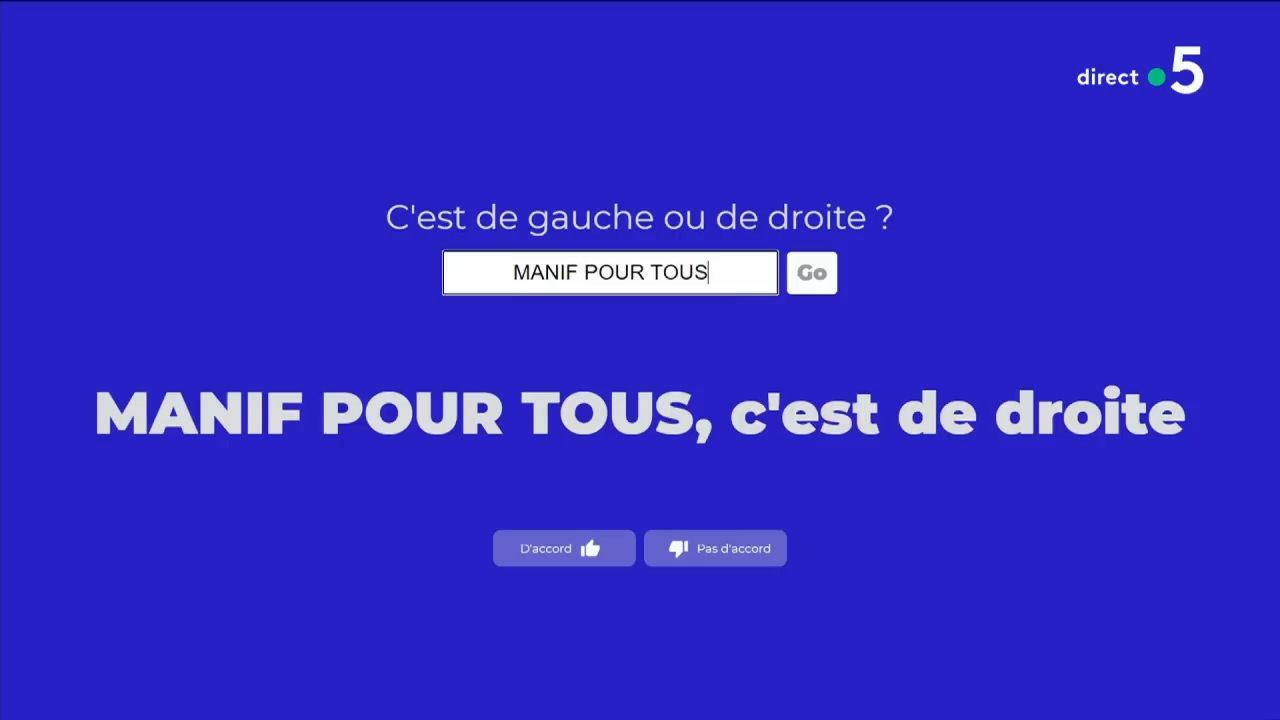 direct 5
C'est de gauche ou de droite ?
MANIF POUR TOUS
Go
MANIF POUR TOUS, c'est de droite
D'accord
Pas d'accord